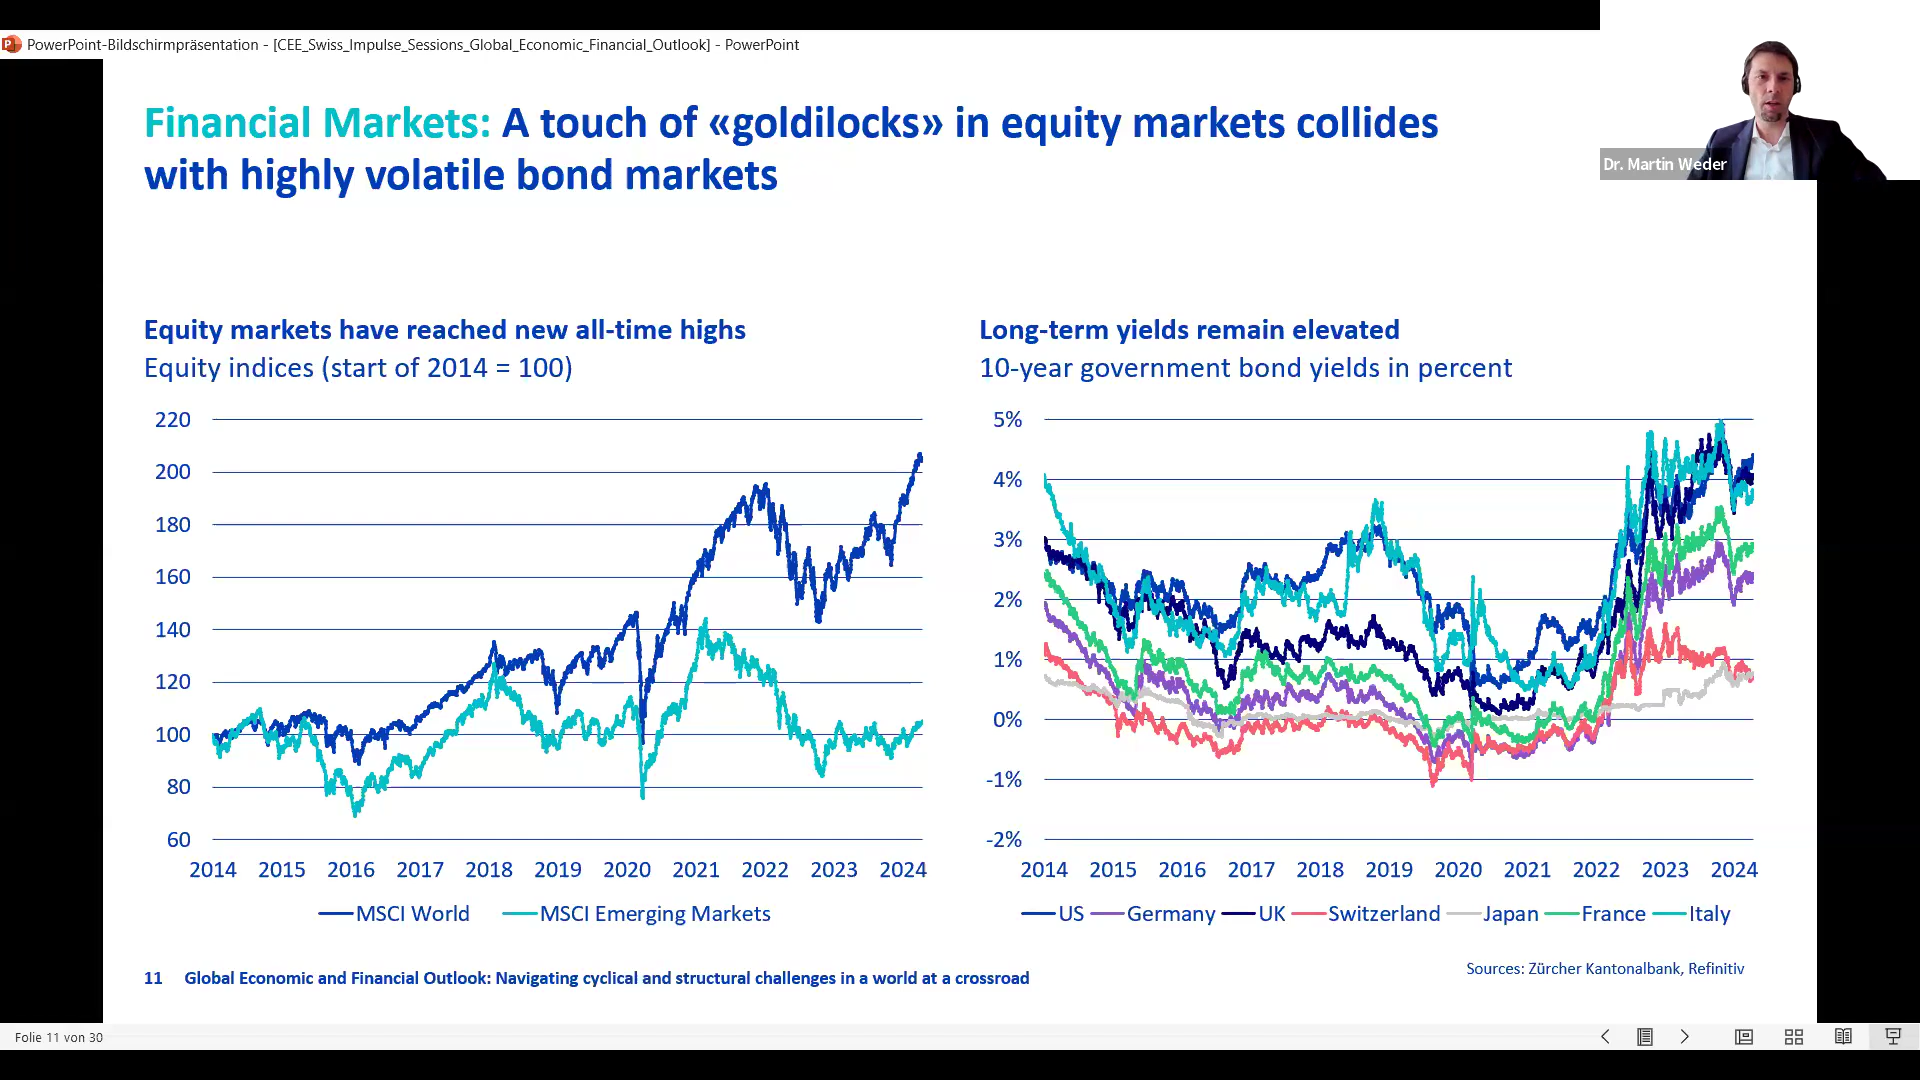 PowerPoint-Bildschirmpräsentation - [CEE_Swiss_Impulse_Sessions_Global_Economic_Financial_Outlook] - PowerPoint
Dr. Martin Weder
Financial Markets: A touch of «goldilocks» in equity markets collides
with highly volatile bond markets
Equity markets have reached new all-time highs
Equity indices (start of 2014 = 100)
220
200
180
160
140
120
100
80
60
2014 2015 2016 2017 2018 2019 2020 2021 2022 2023 2024
MSCI World MSCI Emerging Markets
Long-term yields remain elevated
10-year government bond yields in percent
5%
4%
3%
2%
1%
0%
-1%
-2%
2014 2015 2016 2017 2018 2019 2020 2021 2022 2023 2024
US Germany UK Switzerland Japan France Italy
Sources: Zürcher Kantonalbank, Refinitiv
11 Global Economic and Financial Outlook: Navigating cyclical and structural challenges in a world at a crossroad
Folie 11 von 30